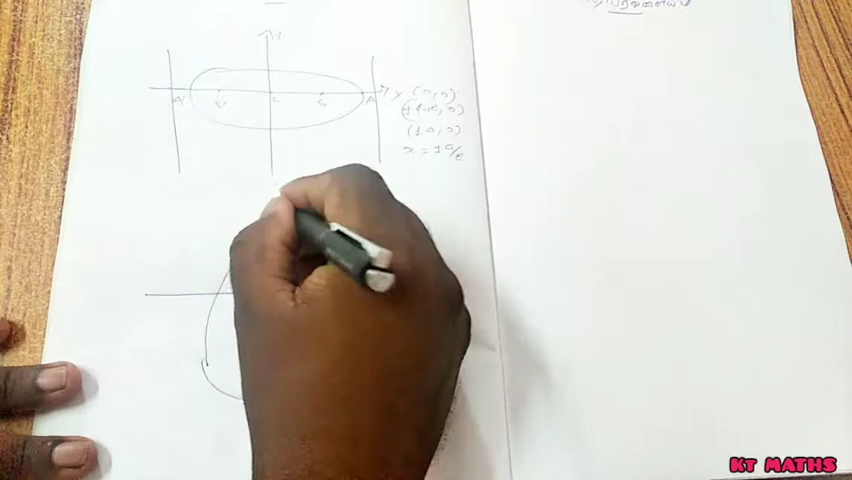 y
A' V C S A x (0,0)
(±ae, 0)
(±a, 0)
x = ±a/e
KT MATHS